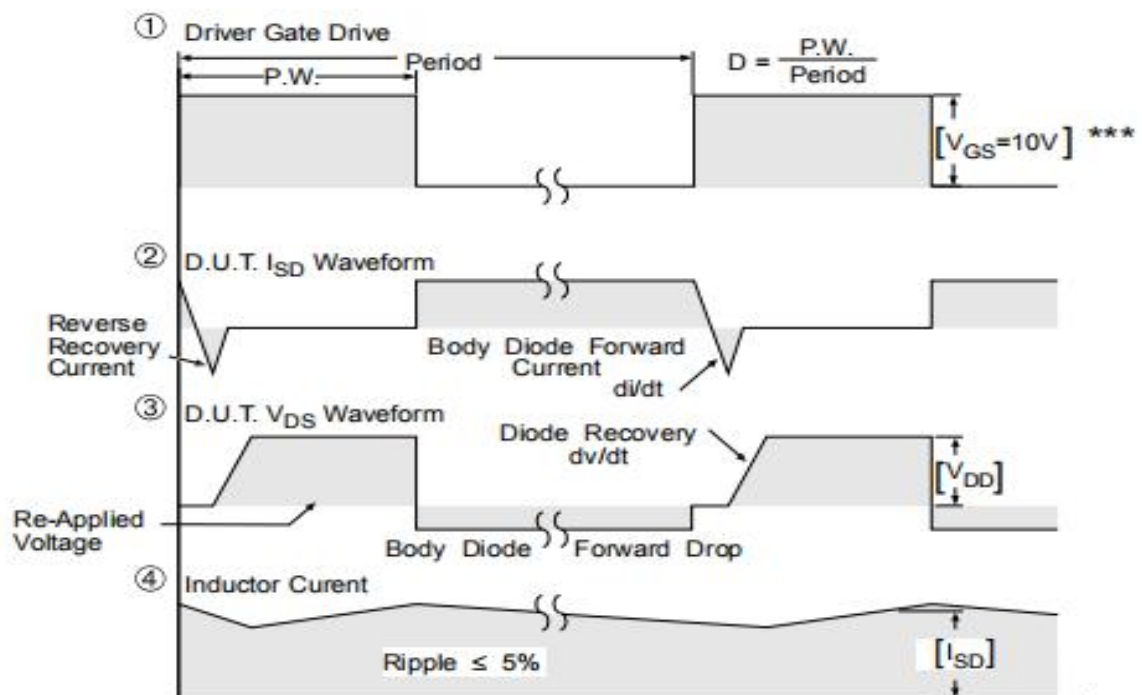 ① Driver Gate Drive
Period
P.W.
D = P.W.
Period
[VGS=10V] ***
② D.U.T. ISD Waveform
Reverse
Recovery
Current
Body Diode Forward
Current
di/dt
③ D.U.T. VDS Waveform
Diode Recovery
dv/dt
[VDD]
Re-Applied
Voltage
Body Diode Forward Drop
④ Inductor Curent
Ripple ≤ 5%
[ISD]